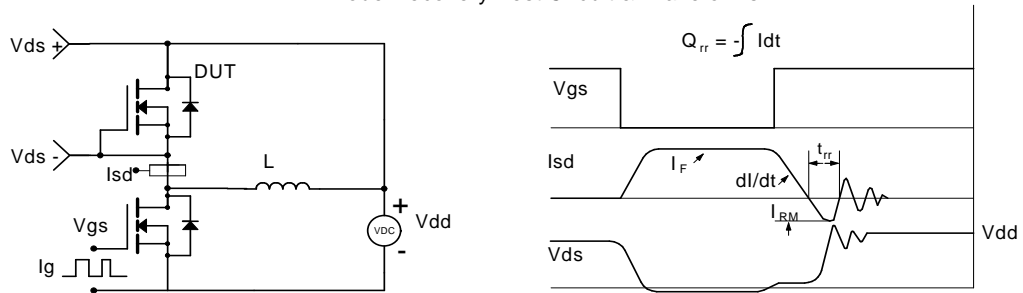 Q rr = - ∫ Idt
Vds +
DUT
Vgs
Vds -
Isd
L
Isd
I F
dI/dt
t rr
Vgs
+
VDC
-
Vdd
I RM
Vdd
Ig
Vds